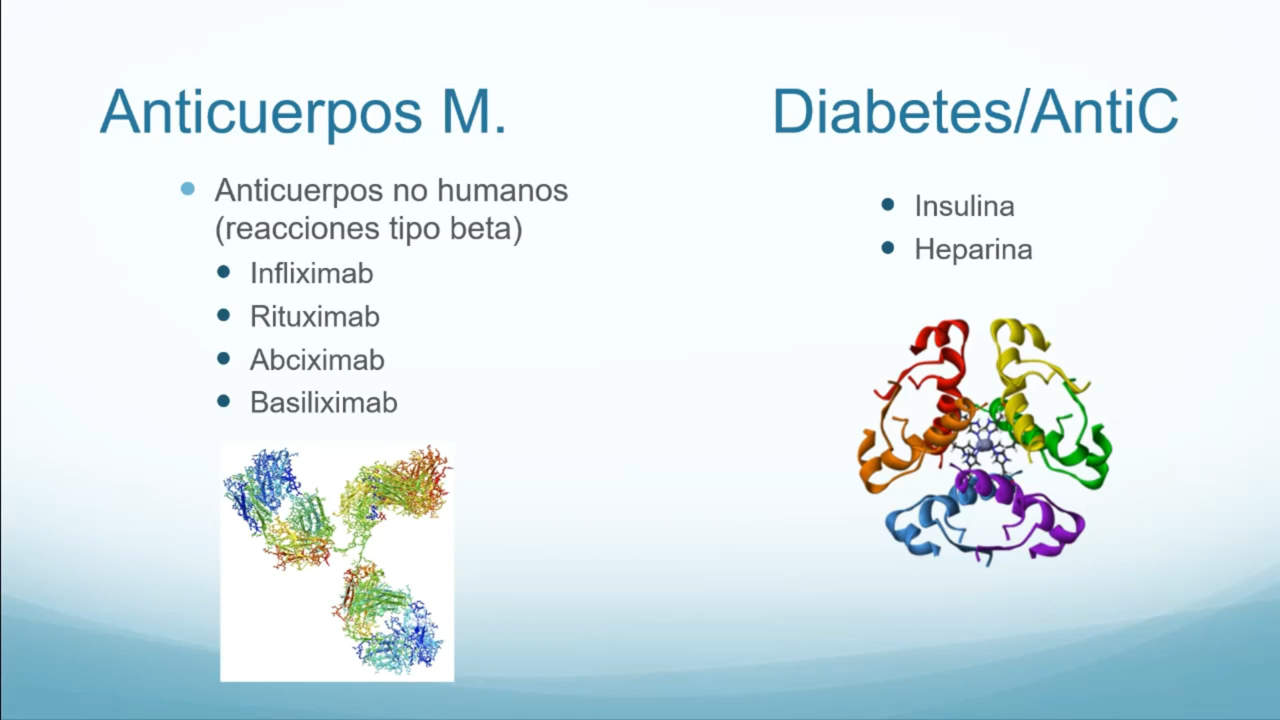 Anticuerpos M.
Anticuerpos no humanos
(reacciones tipo beta)
Infliximab
Rituximab
Abciximab
Basiliximab
Diabetes/AntiC
Insulina
Heparina